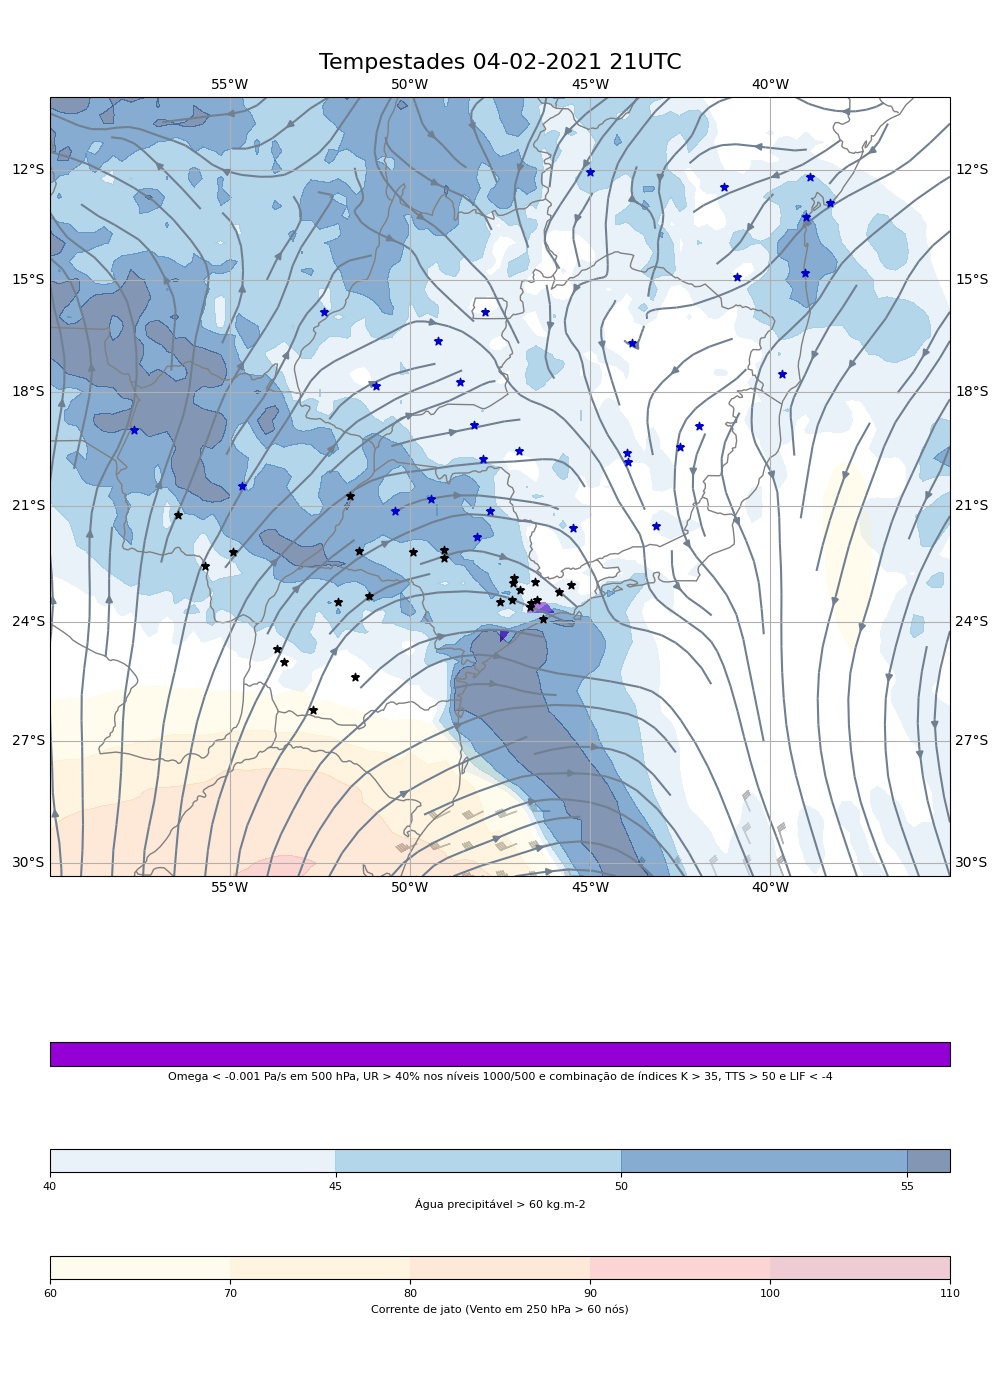 Tempestades 04-02-2021 21UTC
55°W 50°W 45°W 40°W
12°S 12°S
15°S 15°S
18°S 18°S
21°S 21°S
24°S 24°S
27°S 27°S
30°S 30°S
55°W 50°W 45°W 40°W
Omega < -0.001 Pa/s em 500 hPa, UR > 40% nos níveis 1000/500 e combinação de índices K > 35, TTS > 50 e LIF < -4
40 45 50 55
Água precipitável > 60 kg.m-2
60 70 80 90 100 110
Corrente de jato (Vento em 250 hPa > 60 nós)